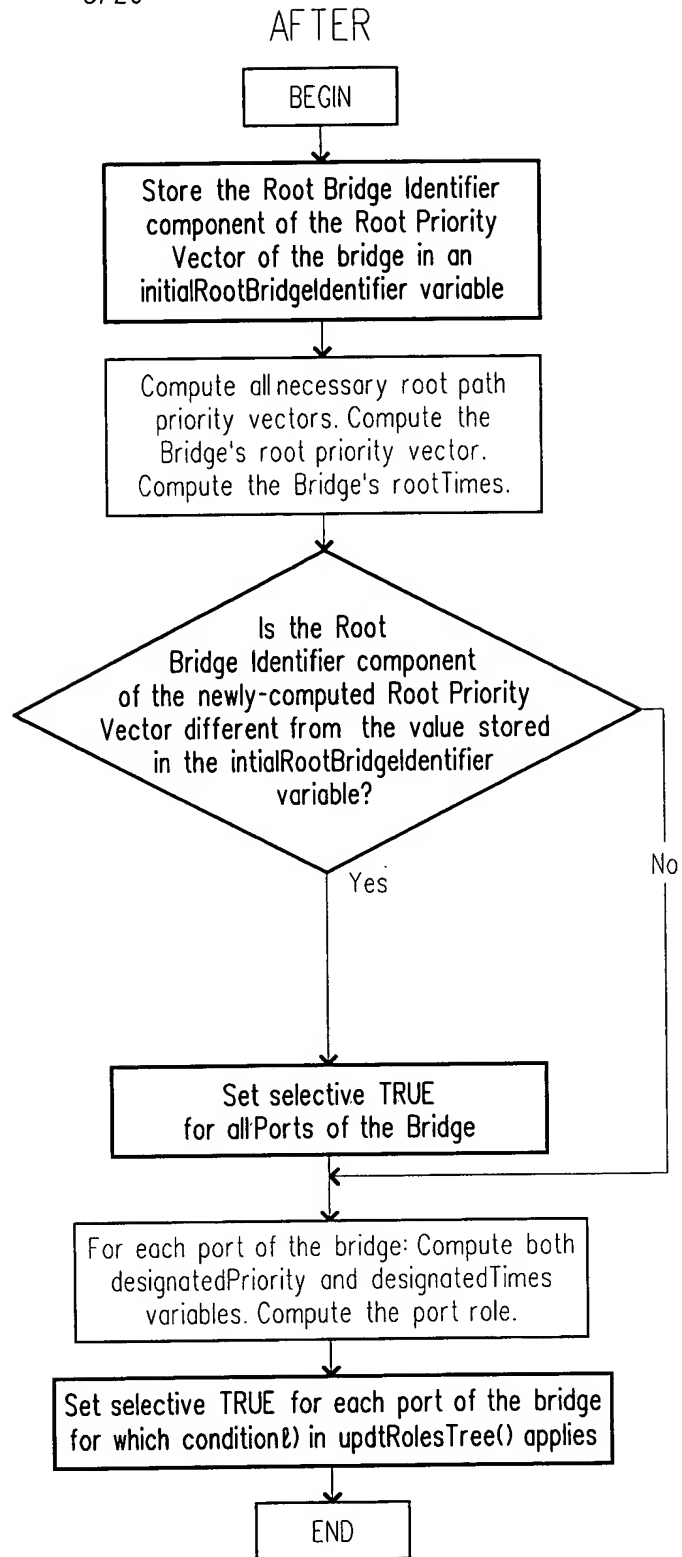 AFTER
BEGIN
Store the Root Bridge Identifier
component of the Root Priority
Vector of the bridge in an
initialRootBridgeIdentifier variable
Compute all necessary root path
priority vectors. Compute the
Bridge's root priority vector.
Compute the Bridge's rootTimes.
Is the Root
Bridge Identifier component
of the newly-computed Root Priority
Vector different from the value stored
in the intialRootBridgeIdentifier
variable?
No
Yes
Set selective TRUE
for all Ports of the Bridge
For each port of the bridge: Compute both
designatedPriority and designatedTimes
variables. Compute the port role.
Set selective TRUE for each port of the bridge
for which condition ℓ) in updtRolesTree() applies
END